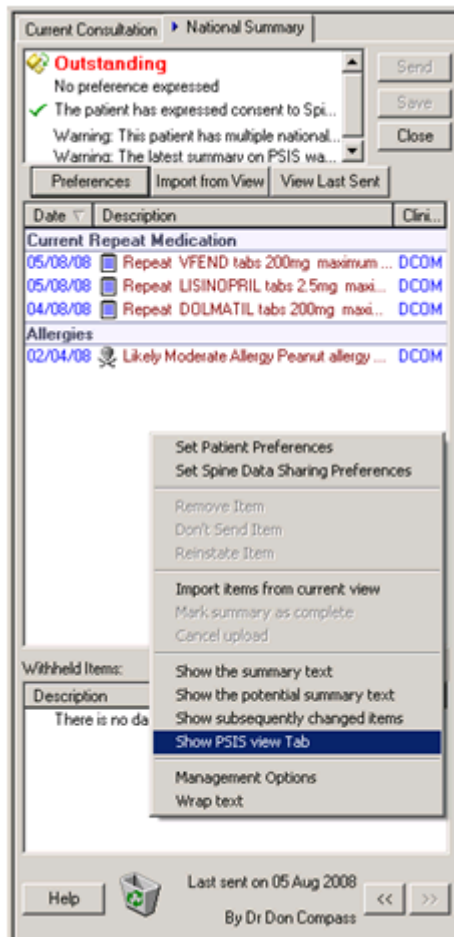 Current Consultation National Summary
Outstanding
No preference expressed
The patient has expressed consent to Spi...
Warning: This patient has multiple national...
Warning: The latest summary on PSIS wa...
Send
Save
Close
Preferences Import from View View Last Sent
Date Description Clini...
Current Repeat Medication
05/08/08 Repeat VFEND tabs 200mg maximum ... DCOM
05/08/08 Repeat LISINOPRIL tabs 2.5mg maxi... DCOM
04/08/08 Repeat DOLMATIL tabs 200mg maxi... DCOM
Allergies
02/04/08 Likely Moderate Allergy Peanut allergy ... DCOM
Set Patient Preferences
Set Spine Data Sharing Preferences
Remove Item
Don't Send Item
Reinstate Item
Import items from current view
Mark summary as complete
Cancel upload
Show the summary text
Show the potential summary text
Show subsequently changed items
Show PSIS view Tab
Management Options
Wrap text
Withheld Items:
Description
There is no da
Help
Last sent on 05 Aug 2008
By Dr Don Compass
<< >>